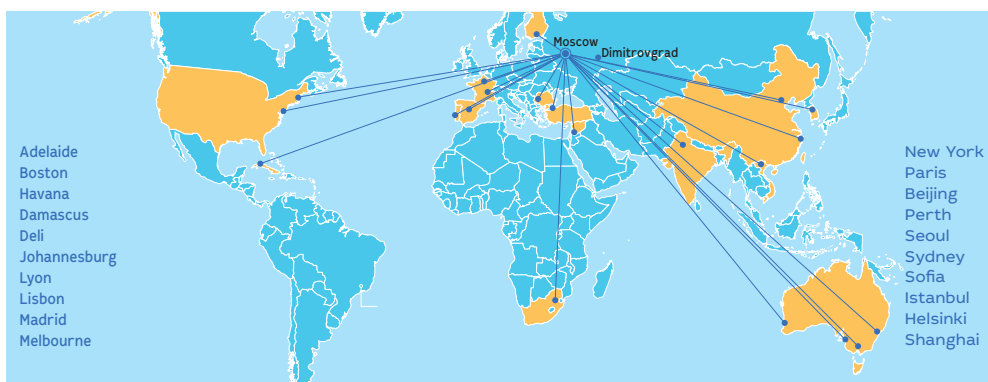 Moscow
Dimitrovgrad
Adelaide
Boston
Havana
Damascus
Deli
Johannesburg
Lyon
Lisbon
Madrid
Melbourne
New York
Paris
Beijing
Perth
Seoul
Sydney
Sofia
Istanbul
Helsinki
Shanghai